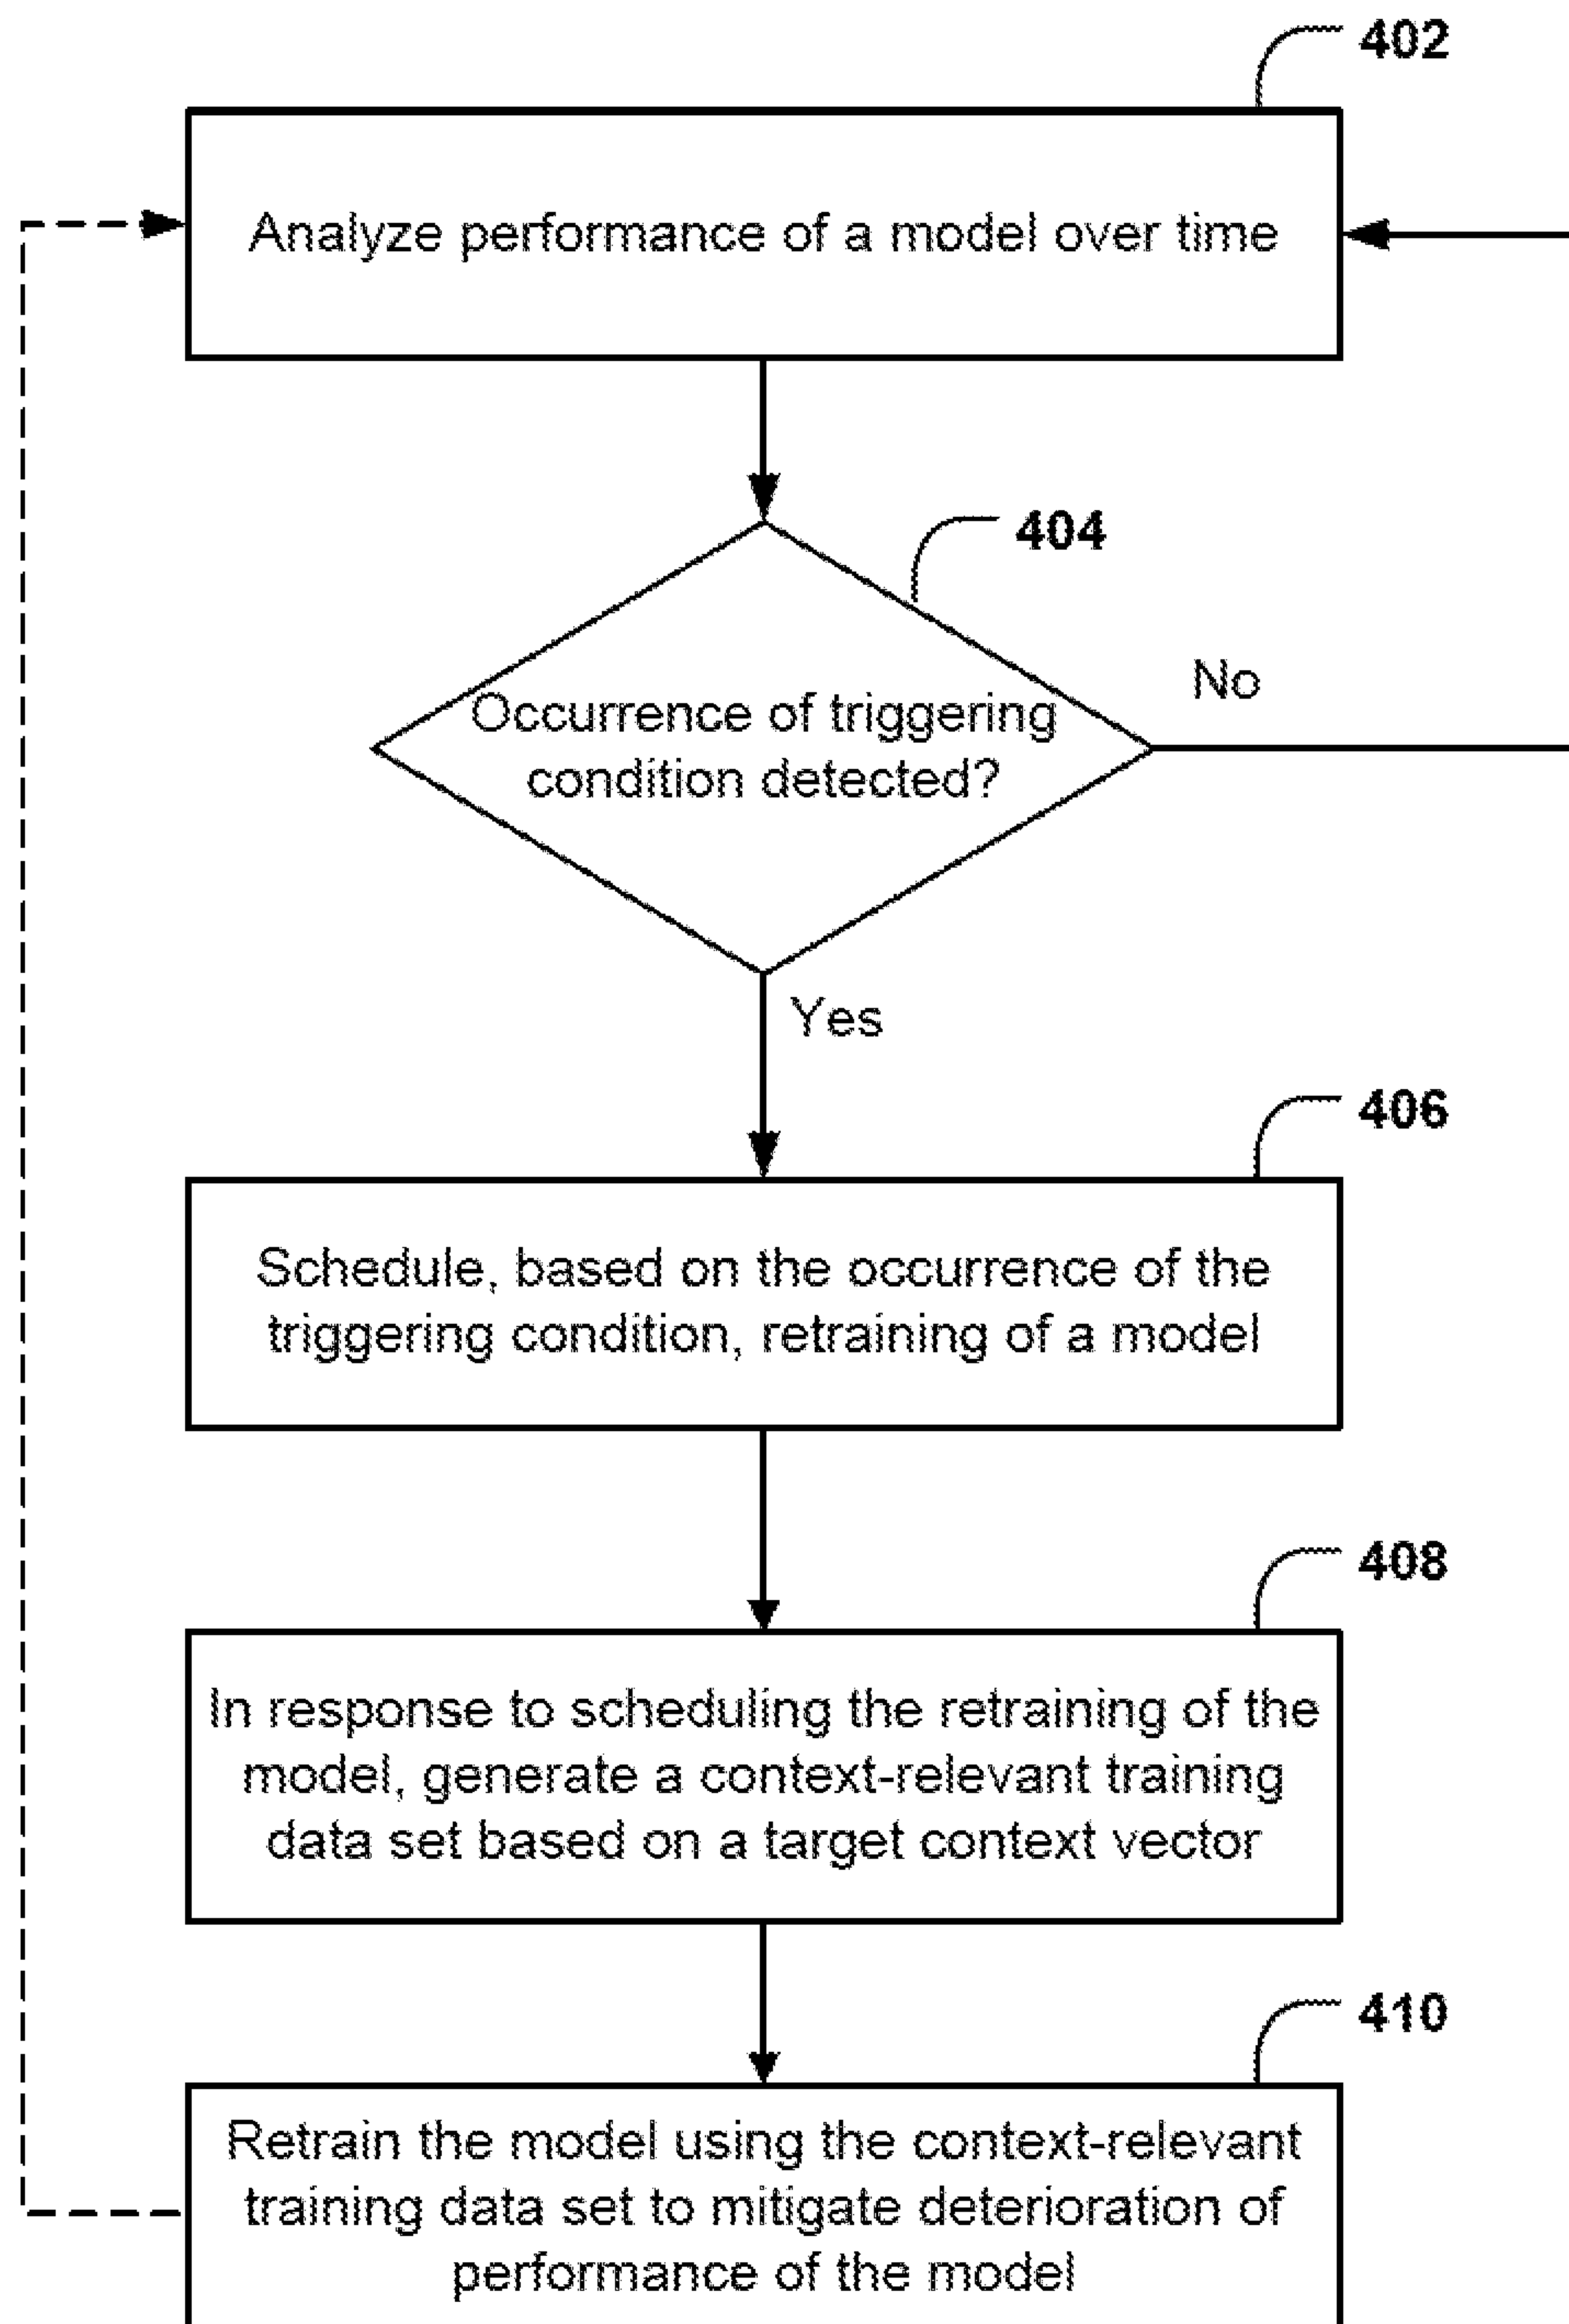 402
Analyze performance of a model over time
404
Occurrence of triggering
condition detected?
No
Yes
406
Schedule, based on the occurrence of the
triggering condition, retraining of a model
408
In response to scheduling the retraining of the
model, generate a context-relevant training
data set based on a target context vector
410
Retrain the model using the context-relevant
training data set to mitigate deterioration of
performance of the model